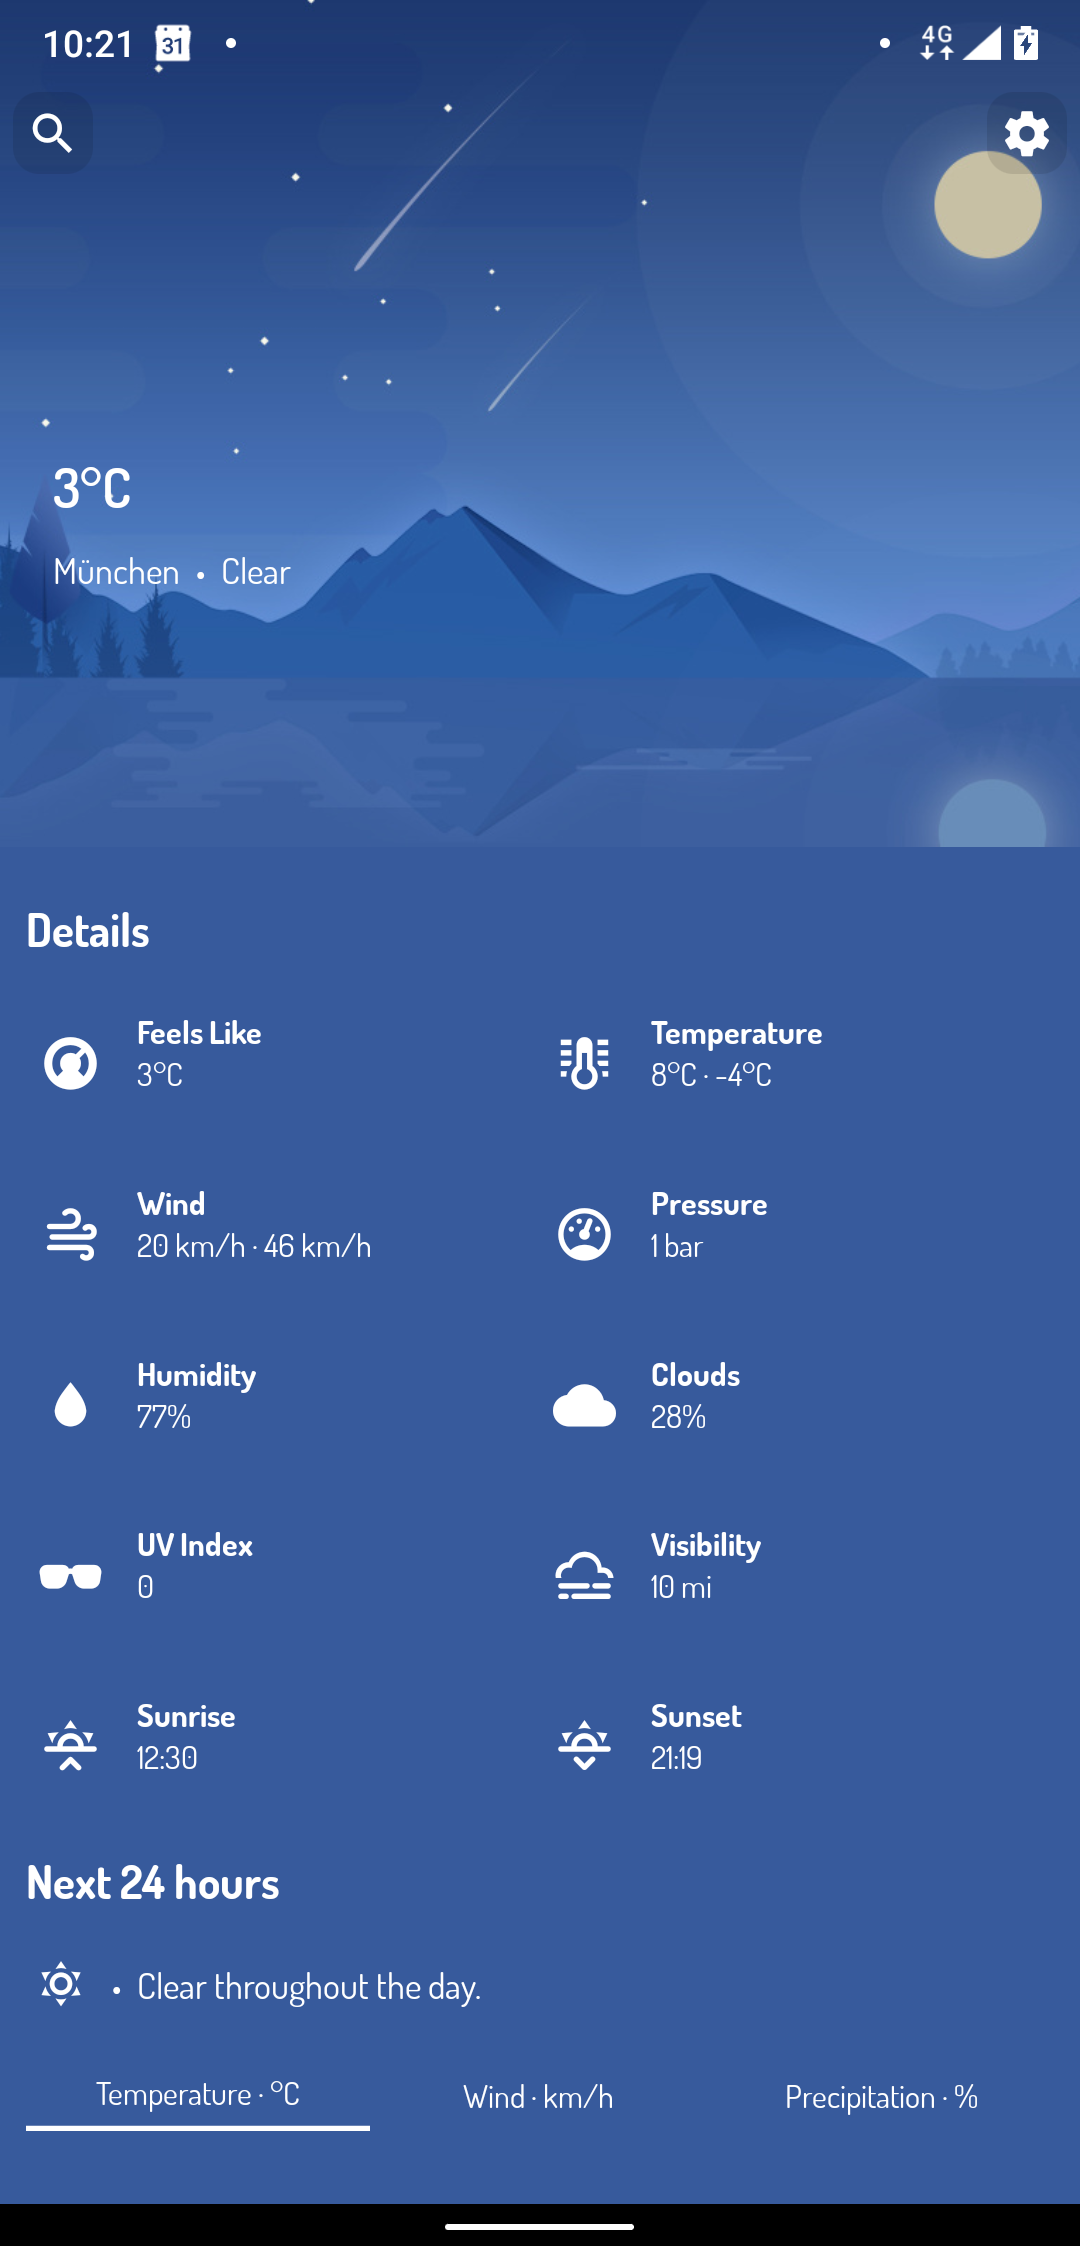 10:21 31 4G
3°C
München • Clear
Details
Feels Like
3°C
Temperature
8°C · -4°C
Wind
20 km/h · 46 km/h
Pressure
1 bar
Humidity
77%
Clouds
28%
UV Index
0
Visibility
10 mi
Sunrise
12:30
Sunset
21:19
Next 24 hours
• Clear throughout the day.
Temperature · °C
Wind · km/h
Precipitation · %